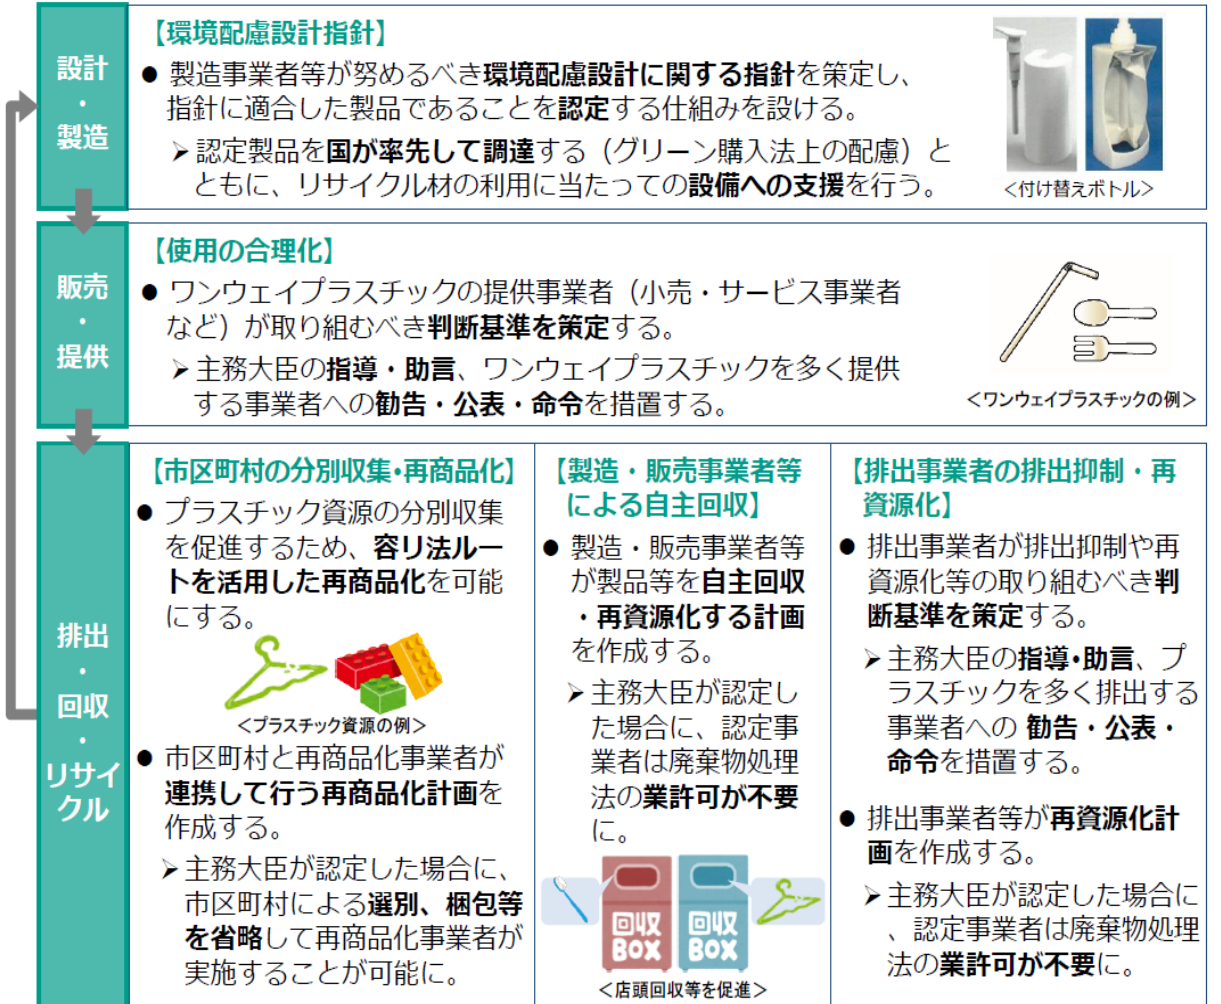 設計
・
製造
【環境配慮設計指針】
● 製造事業者等が努めるべき環境配慮設計に関する指針を策定し、
指針に適合した製品であることを認定する仕組みを設ける。
➤認定製品を国が率先して調達する（グリーン購入法上の配慮）と
ともに、リサイクル材の利用に当たっての設備への支援を行う。
＜付け替えボトル＞
販売
・
提供
【使用の合理化】
● ワンウェイプラスチックの提供事業者（小売・サービス事業者
など）が取り組むべき判断基準を策定する。
➤主務大臣の指導・助言、ワンウェイプラスチックを多く提供
する事業者への勧告・公表・命令を措置する。
＜ワンウェイプラスチックの例＞
排出
・
回収
・
リサイ
クル
【市区町村の分別収集・再商品化】
● プラスチック資源の分別収集
を促進するため、容リ法ルー
トを活用した再商品化を可能
にする。
＜プラスチック資源の例＞
● 市区町村と再商品化事業者が
連携して行う再商品化計画を
作成する。
➤主務大臣が認定した場合に、
市区町村による選別、梱包等
を省略して再商品化事業者が
実施することが可能に。
【製造・販売事業者等
による自主回収】
● 製造・販売事業者等
が製品等を自主回収
・再資源化する計画
を作成する。
➤主務大臣が認定し
た場合に、認定事
業者は廃棄物処理
法の業許可が不要
に。
回収
BOX
回収
BOX
＜店頭回収等を促進＞
【排出事業者の排出抑制・再
資源化】
● 排出事業者が排出抑制や再
資源化等の取り組むべき判
断基準を策定する。
➤主務大臣の指導・助言、プ
ラスチックを多く排出する
事業者への 勧告・公表・
命令を措置する。
● 排出事業者等が再資源化計
画を作成する。
➤主務大臣が認定した場合に
、認定事業者は廃棄物処理
法の業許可が不要に。